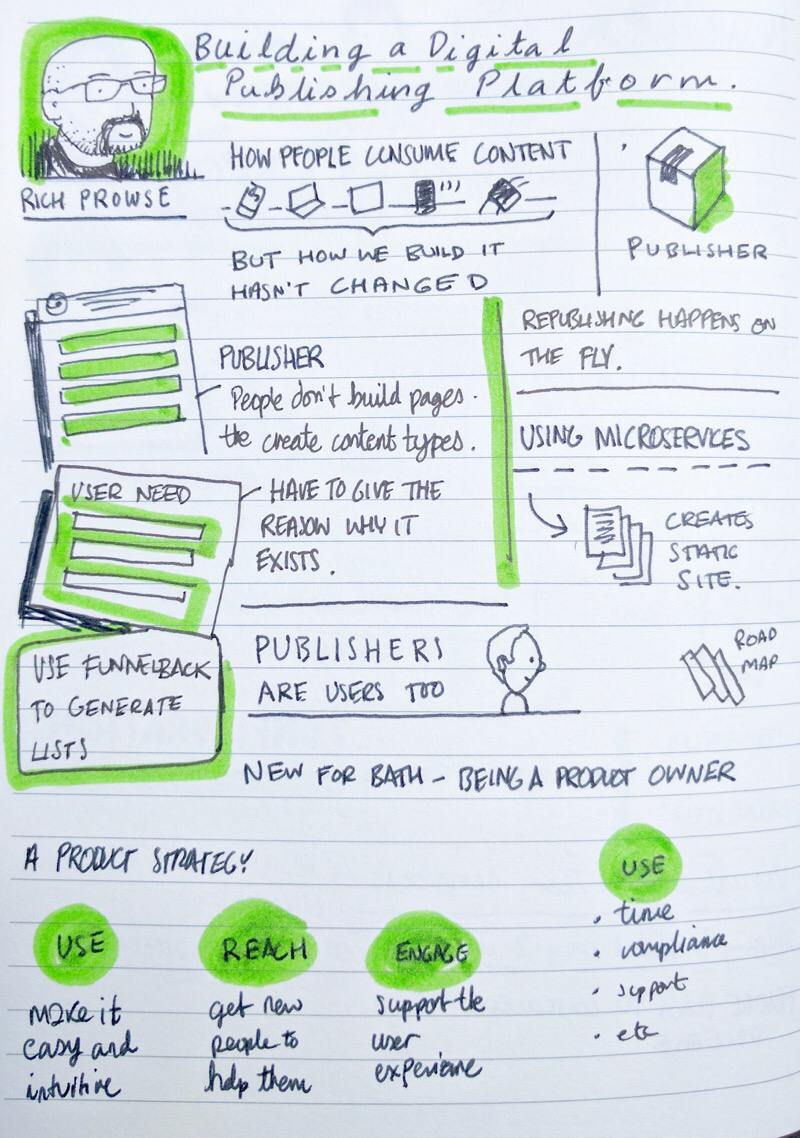 Building a Digital
Publishing Platform.
RICH PROWSE
HOW PEOPLE CONSUME CONTENT
BUT HOW WE BUILD IT
HASN'T CHANGED
PUBLISHER
REPUBLISHING HAPPENS ON
THE FLY.
PUBLISHER
People don't build pages.
the create content types.
USING MICROSERVICES
CREATES
STATIC
SITE.
USER NEED
HAVE TO GIVE THE
REASON WHY IT
EXISTS.
PUBLISHERS
ARE USERS TOO
ROAD
MAP
USE FUNNELBACK
TO GENERATE
LISTS
NEW FOR BATH - BEING A PRODUCT OWNER
A PRODUCT STRATEGY
USE
make it
easy and
intuitive
REACH
get new
people to
help them
ENGAGE
support the
user
experience
USE
• time
• compliance
• support
• etc